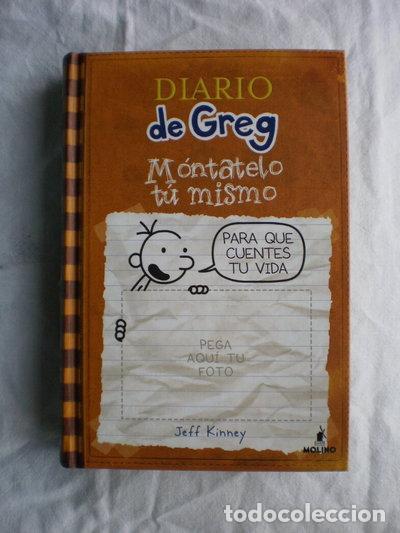 DIARIO
de Greg
Móntatelo
tú mismo
PARA QUE
CUENTES
TU VIDA
PEGA
AQUÍ TU
FOTO
Jeff Kinney
MOLINO
todocoleccion